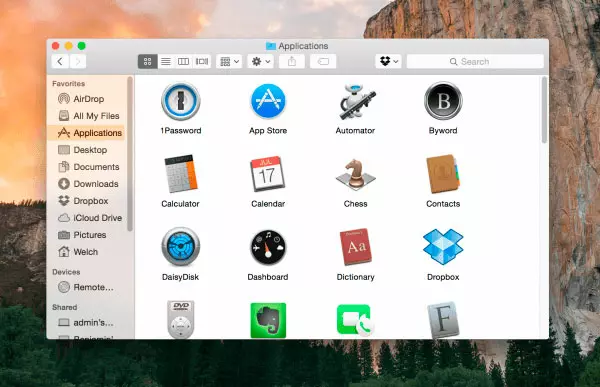 Applications
Search
Favorites
AirDrop
All My Files
Applications
Desktop
Documents
Downloads
Dropbox
iCloud Drive
Pictures
Welch
Devices
Remote...
Shared
admin's...
1Password
App Store
Automator
B
Byword
Calculator
JUL
17
Calendar
Chess
Contacts
DaisyDisk
Dashboard
Aa
Dictionary
Dropbox
DVD
F